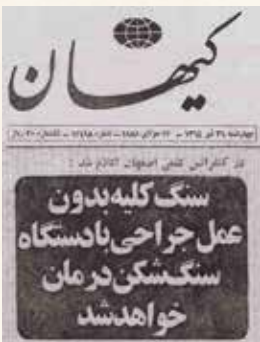 کیهان
در کنفرانس علمی اصفهان اعلام شد :
سنگ کلیه بدون
عمل جراحی با دستگاه
سنگ‌شکن درمان
خواهد شد